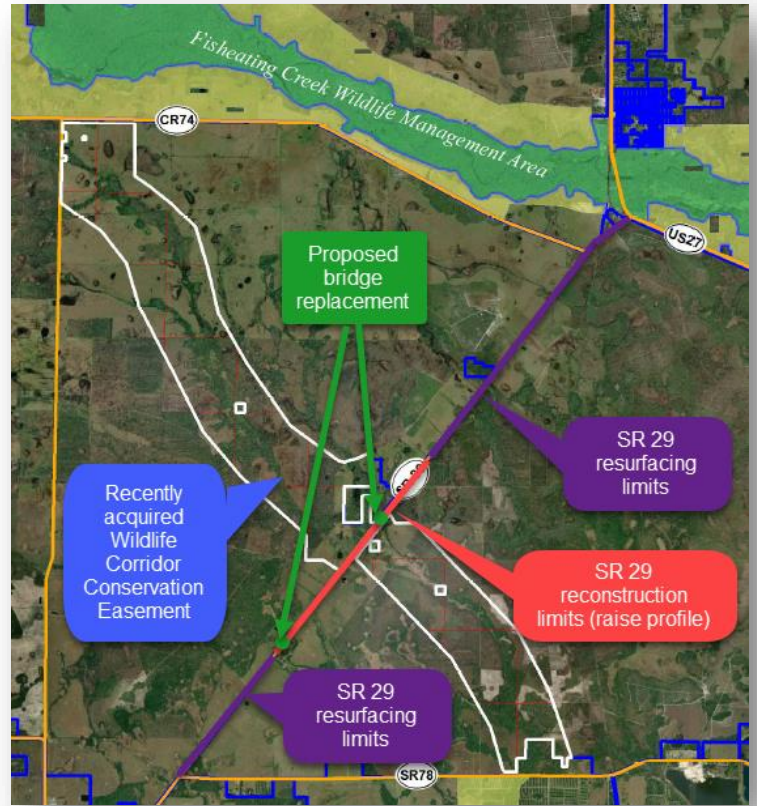 Fisheating Creek Wildlife Management Area
CR74
US27
Proposed
bridge
replacement
SR 29
resurfacing
limits
Recently
acquired
Wildlife
Corridor
Conservation
Easement
SR 29
reconstruction
limits (raise profile)
SR 29
resurfacing
limits
SR78